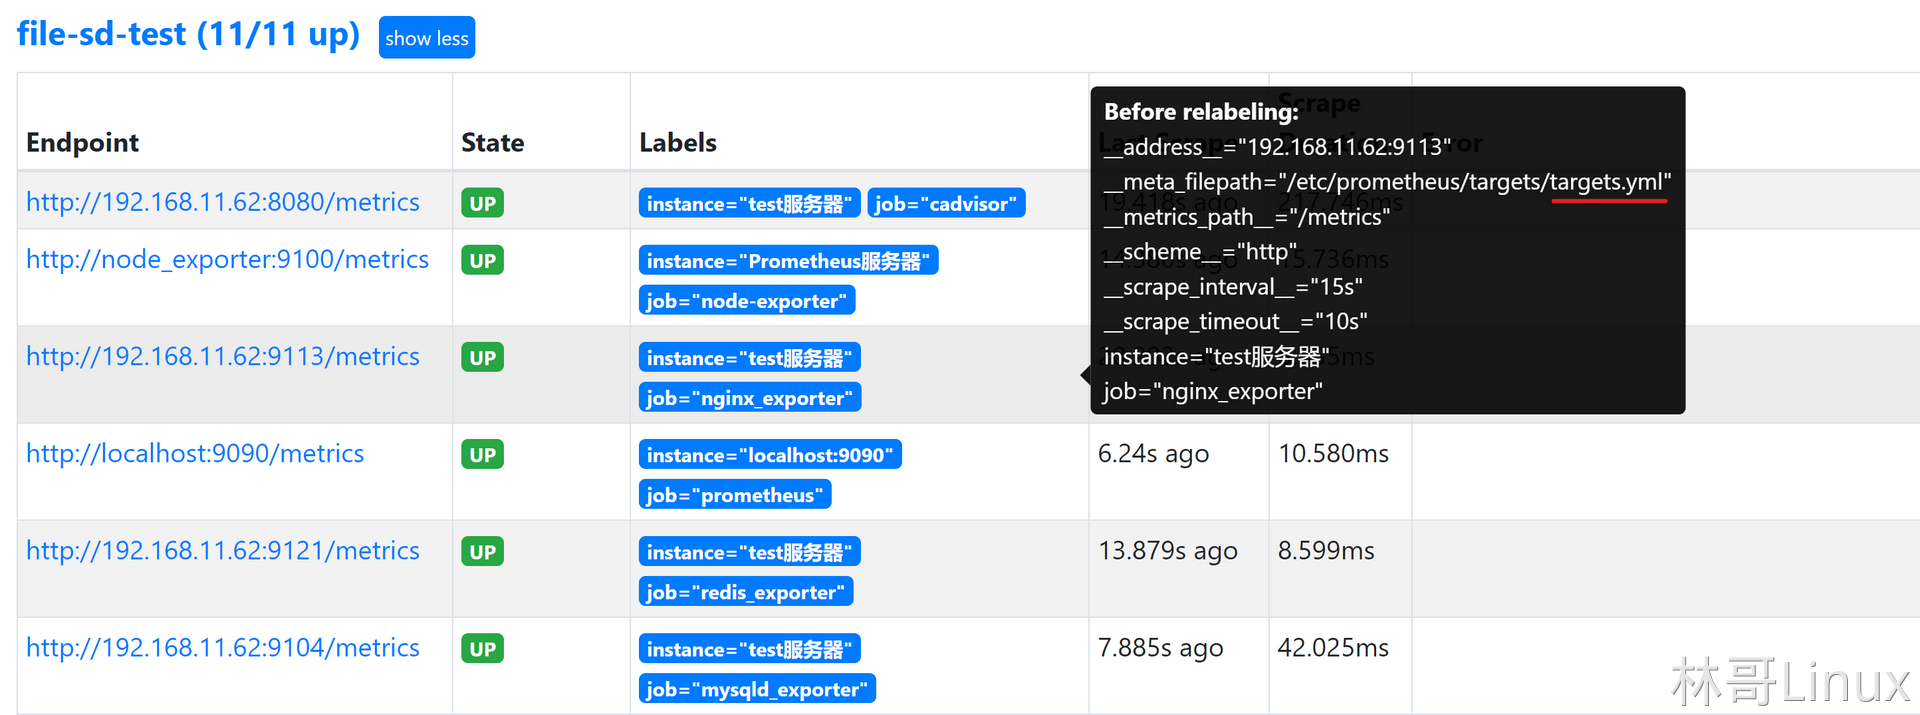 file-sd-test (11/11 up) show less
Endpoint State Labels
Scrape
Error
Before relabeling:
__address__="192.168.11.62:9113"
__meta_filepath="/etc/prometheus/targets/targets.yml"
__metrics_path__="/metrics"
__scheme__="http"
__scrape_interval__="15s"
__scrape_timeout__="10s"
instance="test服务器"
job="nginx_exporter"
http://192.168.11.62:8080/metrics UP instance="test服务器" job="cadvisor" 19.418s ago 217.746ms
http://node_exporter:9100/metrics UP instance="Prometheus服务器"
job="node-exporter"
http://192.168.11.62:9113/metrics UP instance="test服务器"
job="nginx_exporter"
http://localhost:9090/metrics UP instance="localhost:9090" 6.24s ago 10.580ms
job="prometheus"
http://192.168.11.62:9121/metrics UP instance="test服务器" 13.879s ago 8.599ms
job="redis_exporter"
http://192.168.11.62:9104/metrics UP instance="test服务器" 7.885s ago 42.025ms
job="mysqld_exporter"
林哥Linux